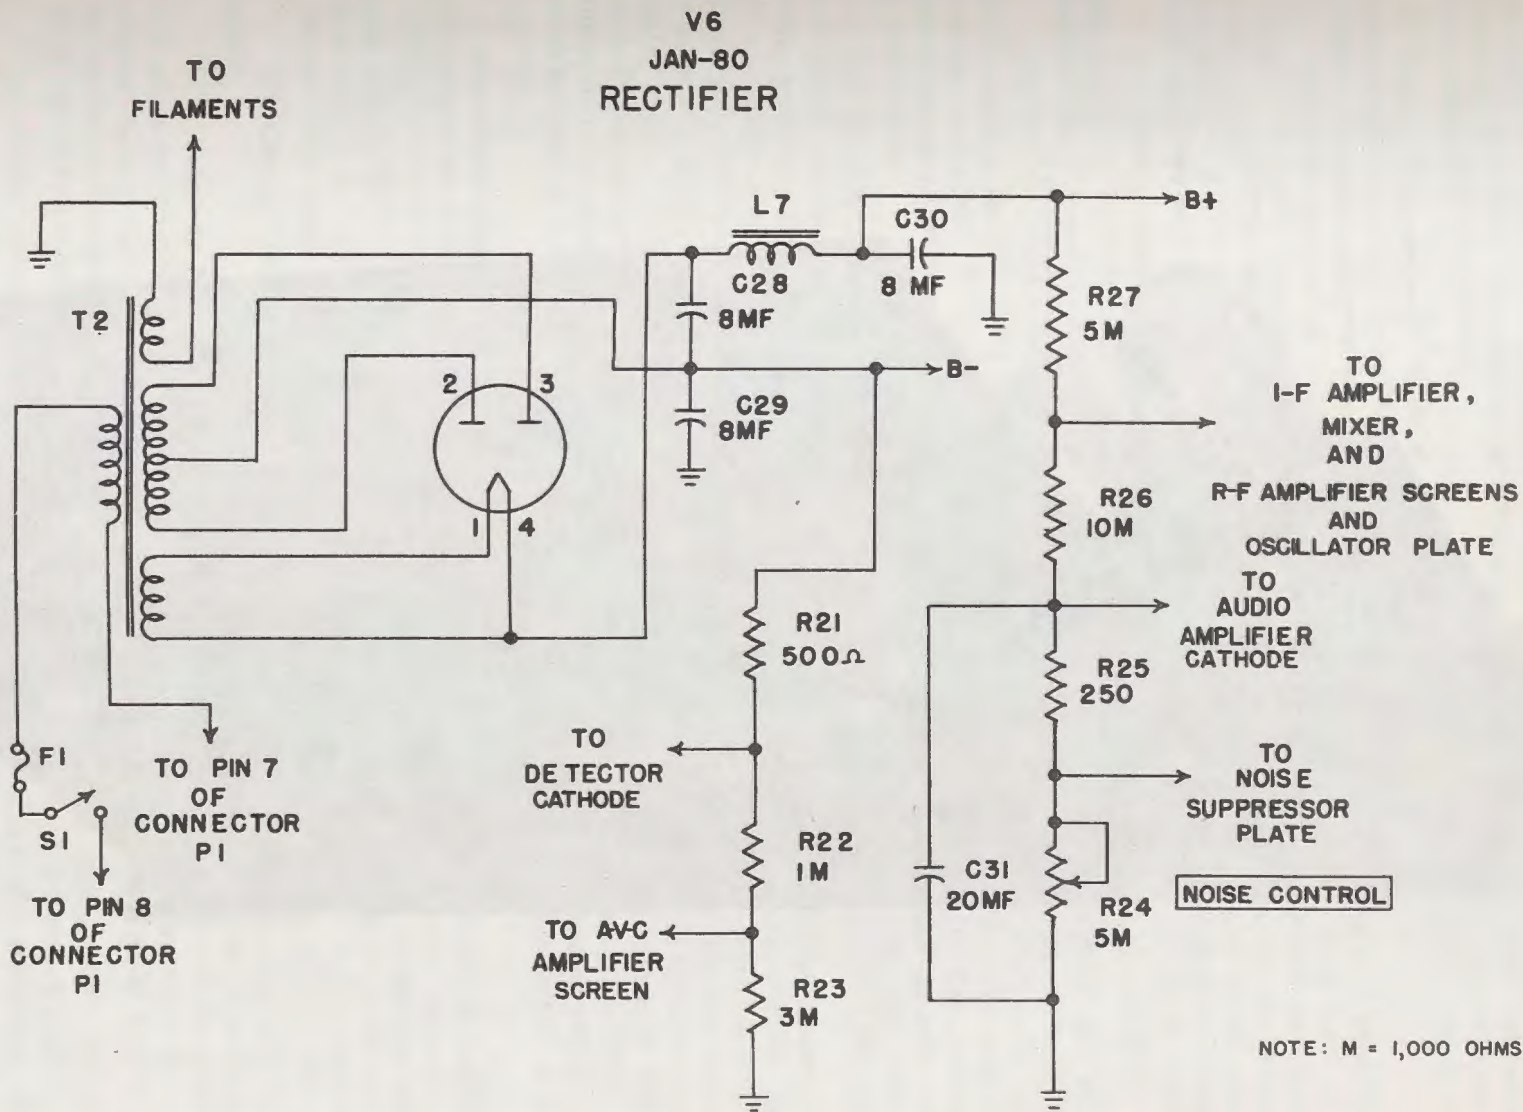 V6
JAN-80
RECTIFIER
TO
FILAMENTS
T2
L7
C28
8MF
C30
8 MF
B+
C29
8MF
B-
2
3
1
4
R27
5M
TO
I-F AMPLIFIER,
MIXER,
AND
R-F AMPLIFIER SCREENS
AND
OSCILLATOR PLATE
R26
10M
TO
AUDIO
AMPLIFIER
CATHODE
R25
250
TO
NOISE
SUPPRESSOR
PLATE
R21
500Ω
TO
DETECTOR
CATHODE
R22
1M
TO A-V-C
AMPLIFIER
SCREEN
R23
3M
C31
20MF
R24
5M
NOISE CONTROL
F1
S1
TO PIN 7
OF
CONNECTOR
P1
TO PIN 8
OF
CONNECTOR
P1
NOTE: M = 1,000 OHMS